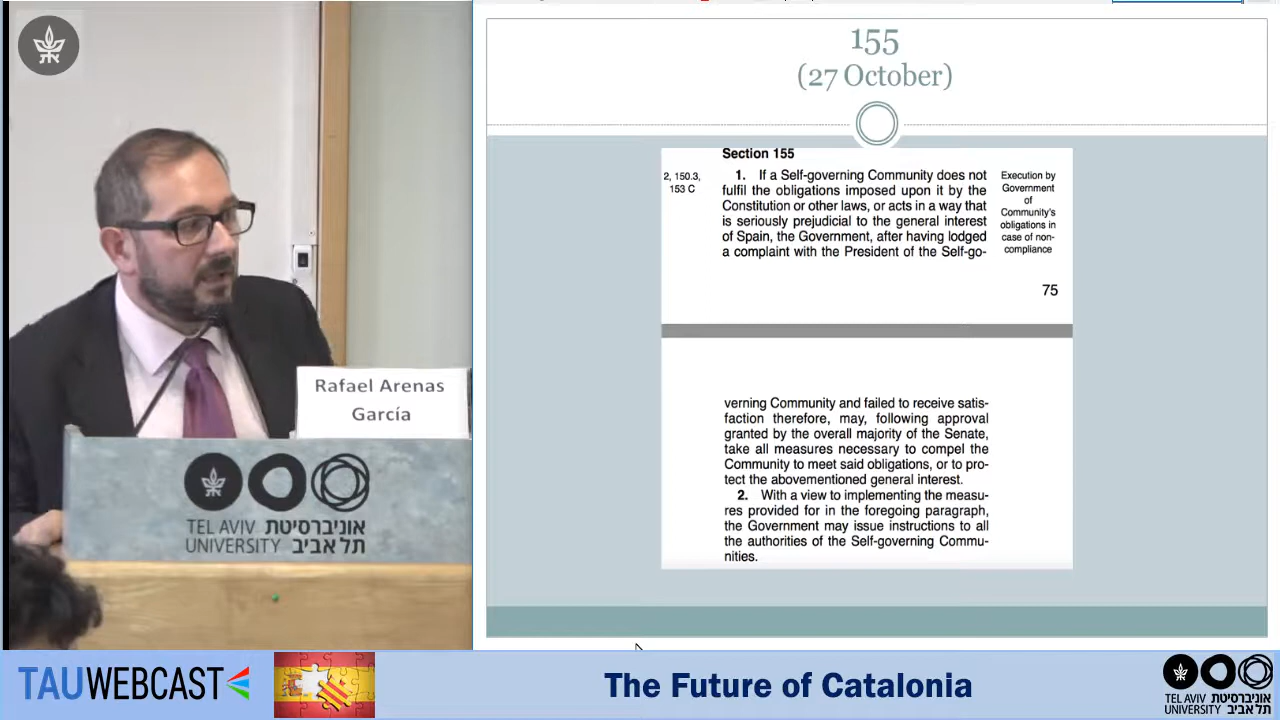 את
155
(27 October)
Section 155
2, 150.3,
153 C
1. If a Self-governing Community does not
fulfil the obligations imposed upon it by the
Constitution or other laws, or acts in a way that
is seriously prejudicial to the general interest
of Spain, the Government, after having lodged
a complaint with the President of the Self-go-
Execution by
Government
of
Community's
obligations in
case of non-
compliance
75
verning Community and failed to receive satis-
faction therefore, may, following approval
granted by the overall majority of the Senate,
take all measures necessary to compel the
Community to meet said obligations, or to pro-
tect the abovementioned general interest.
2. With a view to implementing the measu-
res provided for in the foregoing paragraph,
the Government may issue instructions to all
the authorities of the Self-governing Commu-
nities.
Rafael Arenas
García
TEL AVIV אוניברסיטת
UNIVERSITY תל אביב
TAUWEBCAST
The Future of Catalonia
TEL AVIV אוניברסיטת
UNIVERSITY תל אביב